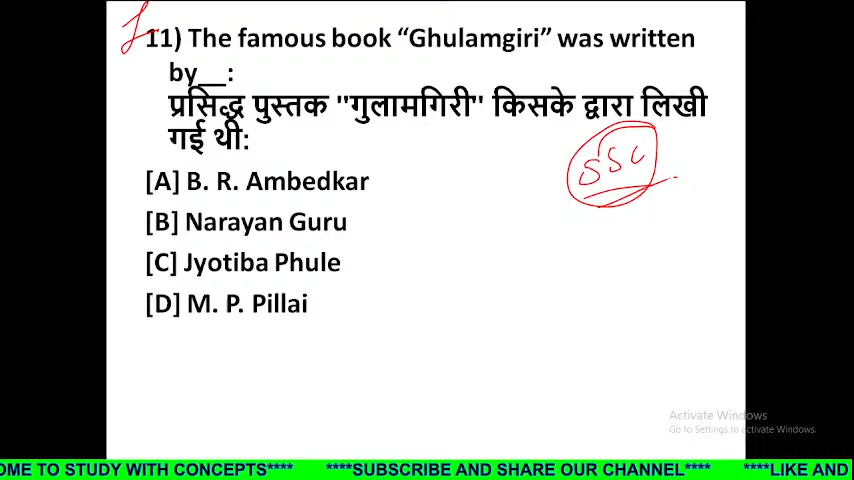 11) The famous book “Ghulamgiri” was written
by__:
प्रसिद्ध पुस्तक "गुलामगिरी" किसके द्वारा लिखी
गई थी:
SSC
[A] B. R. Ambedkar
[B] Narayan Guru
[C] Jyotiba Phule
[D] M. P. Pillai
Activate Windows
Go to Settings to activate Windows.
OME TO STUDY WITH CONCEPTS**** ****SUBSCRIBE AND SHARE OUR CHANNEL**** ****LIKE AND